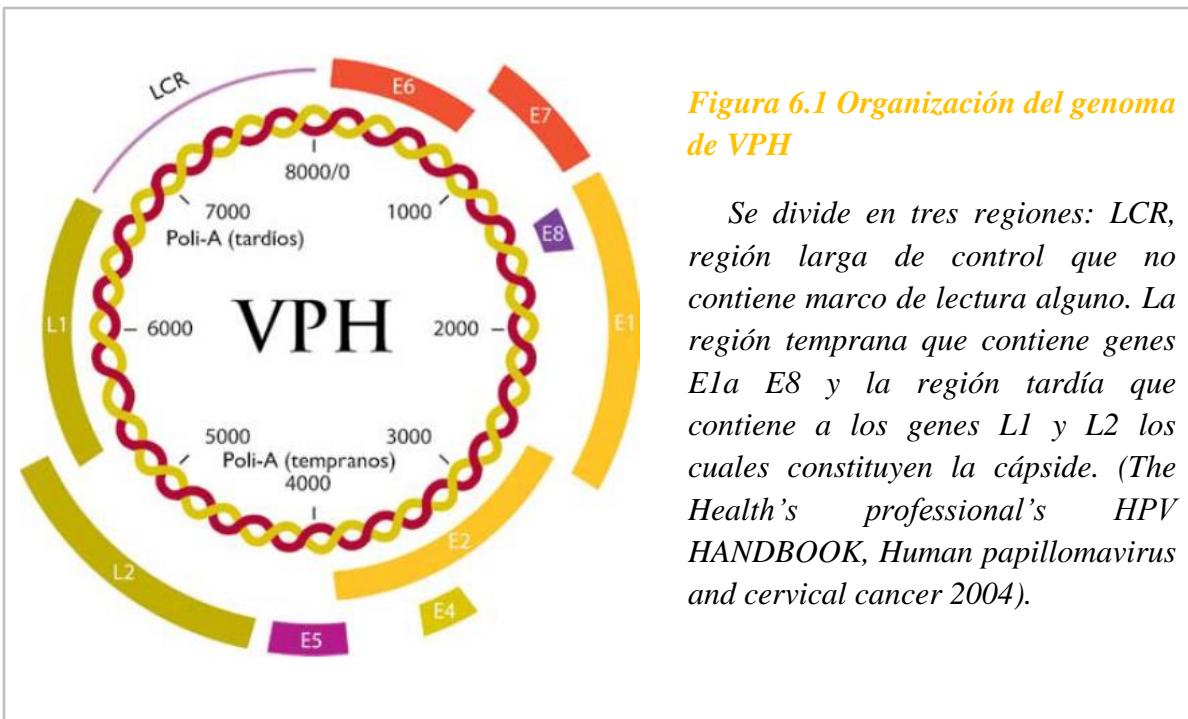 LCR
E6
E7
8000/0
7000
1000
Poli-A (tardíos)
E8
L1
6000
VPH
2000
E1
5000
3000
Poli-A (tempranos)
4000
E2
L2
E4
E5
Figura 6.1 Organización del genoma
de VPH
Se divide en tres regiones: LCR,
región larga de control que no
contiene marco de lectura alguno. La
región temprana que contiene genes
E1a E8 y la región tardía que
contiene a los genes L1 y L2 los
cuales constituyen la cápside. (The
Health’s professional’s HPV
HANDBOOK, Human papillomavirus
and cervical cancer 2004).